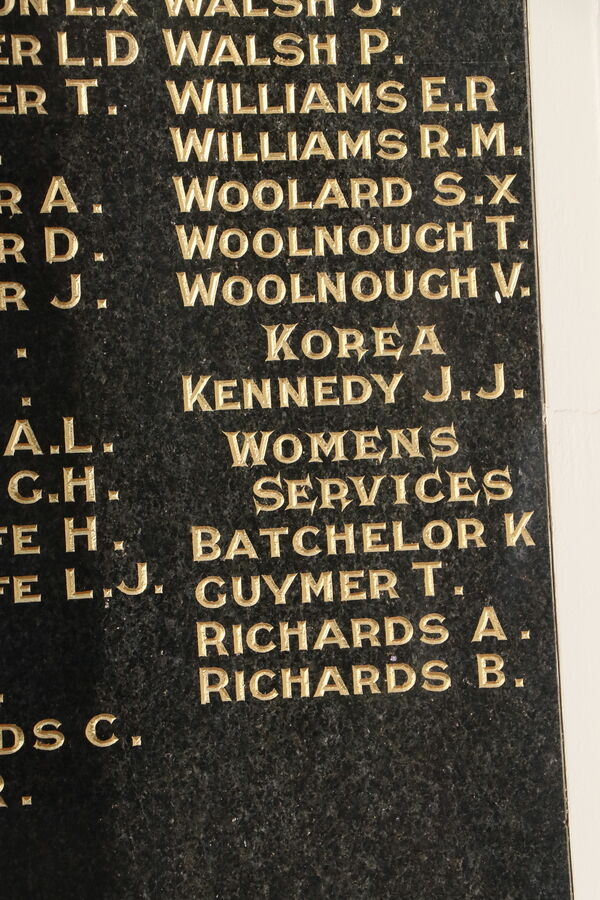 L.X
L.D
T.
A.
D.
J.
.
.
A.L.
G.H.
H.
L.J.
C.
.
WALSH J.
WALSH P.
WILLIAMS E.R
WILLIAMS R.M.
WOOLARD S.X
WOOLNOUGH T.
WOOLNOUGH V.
KOREA
KENNEDY J.J.
WOMENS
SERVICES
BATCHELOR K
GUYMER T.
RICHARDS A.
RICHARDS B.